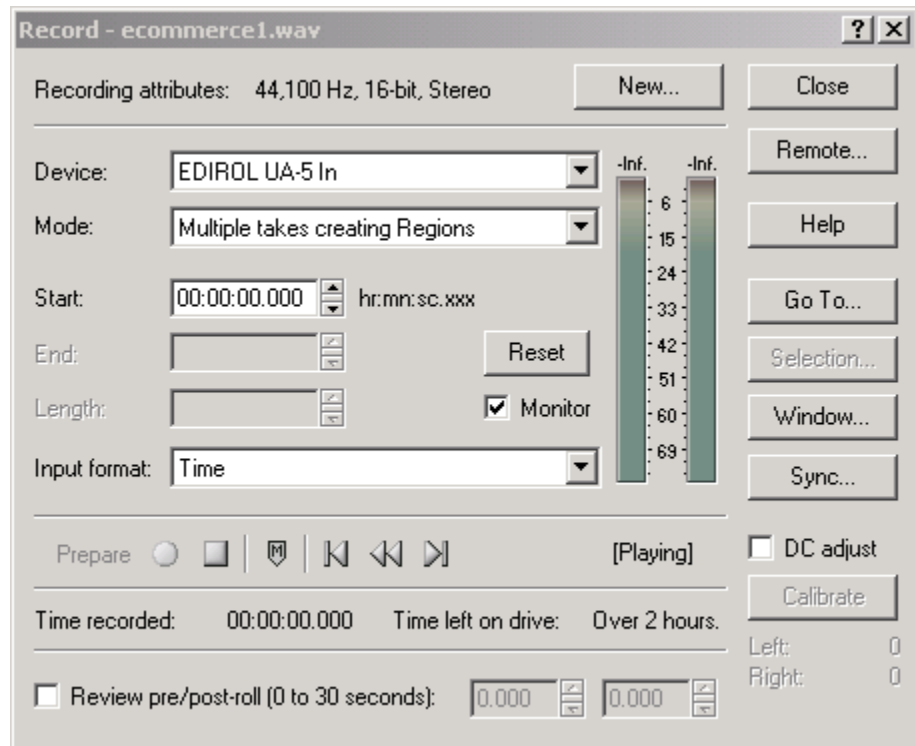 Record - ecommerce1.wav
Recording attributes: 44,100 Hz, 16-bit, Stereo
New...
Close
Device: EDIROL UA-5 In
-Inf. -Inf.
Remote...
Mode: Multiple takes creating Regions
Help
Start: 00:00:00.000 hr:mn:sc.xxx
Go To...
End:
Reset
Selection...
Length:
Monitor
Window...
Input format: Time
Sync...
6
15
24
33
42
51
60
69
Prepare
M
[Playing]
DC adjust
Calibrate
Time recorded: 00:00:00.000 Time left on drive: Over 2 hours.
Left: 0
Right: 0
Review pre/post-roll (0 to 30 seconds): 0.000 0.000